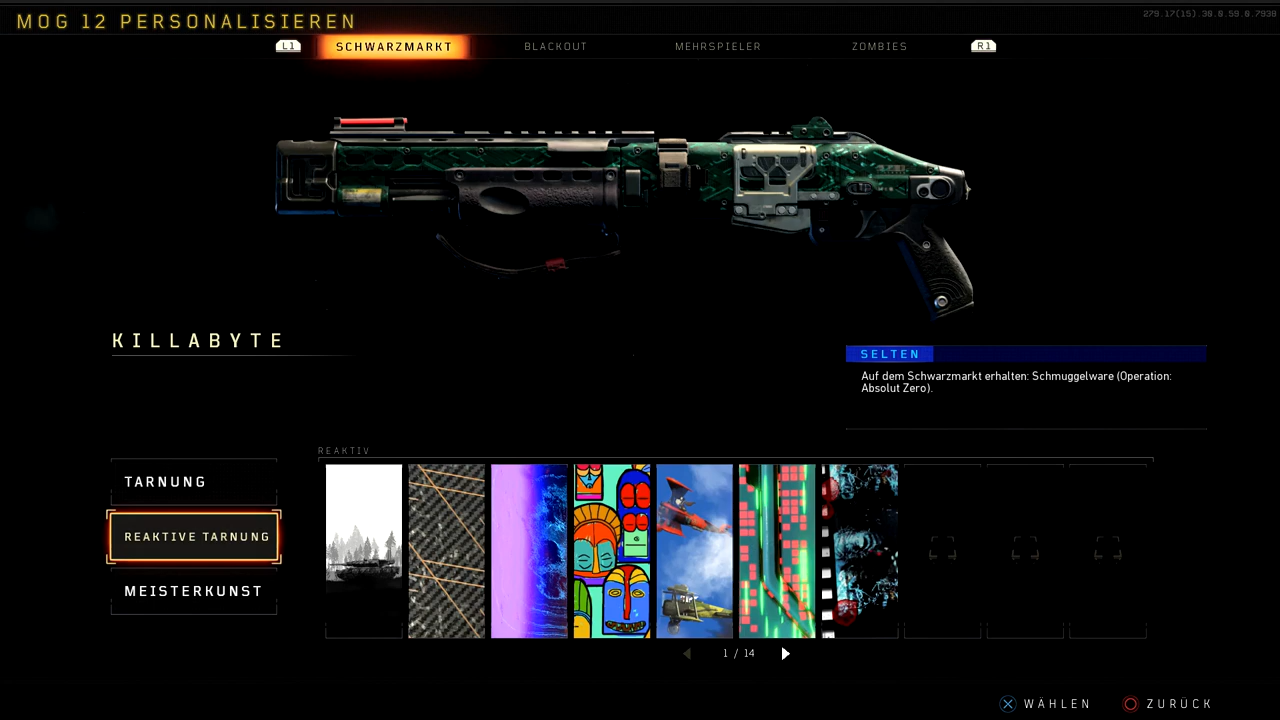 MOG 12 PERSONALISIEREN
279.17(15).30.0.59.0.7938
L1 SCHWARZMARKT BLACKOUT MEHRSPIELER ZOMBIES R1
KILLABYTE
SELTEN
Auf dem Schwarzmarkt erhalten: Schmuggelware (Operation:
Absolut Zero).
REAKTIV
TARNUNG
REAKTIVE TARNUNG
MEISTERKUNST
1 / 14
WÄHLEN ZURÜCK